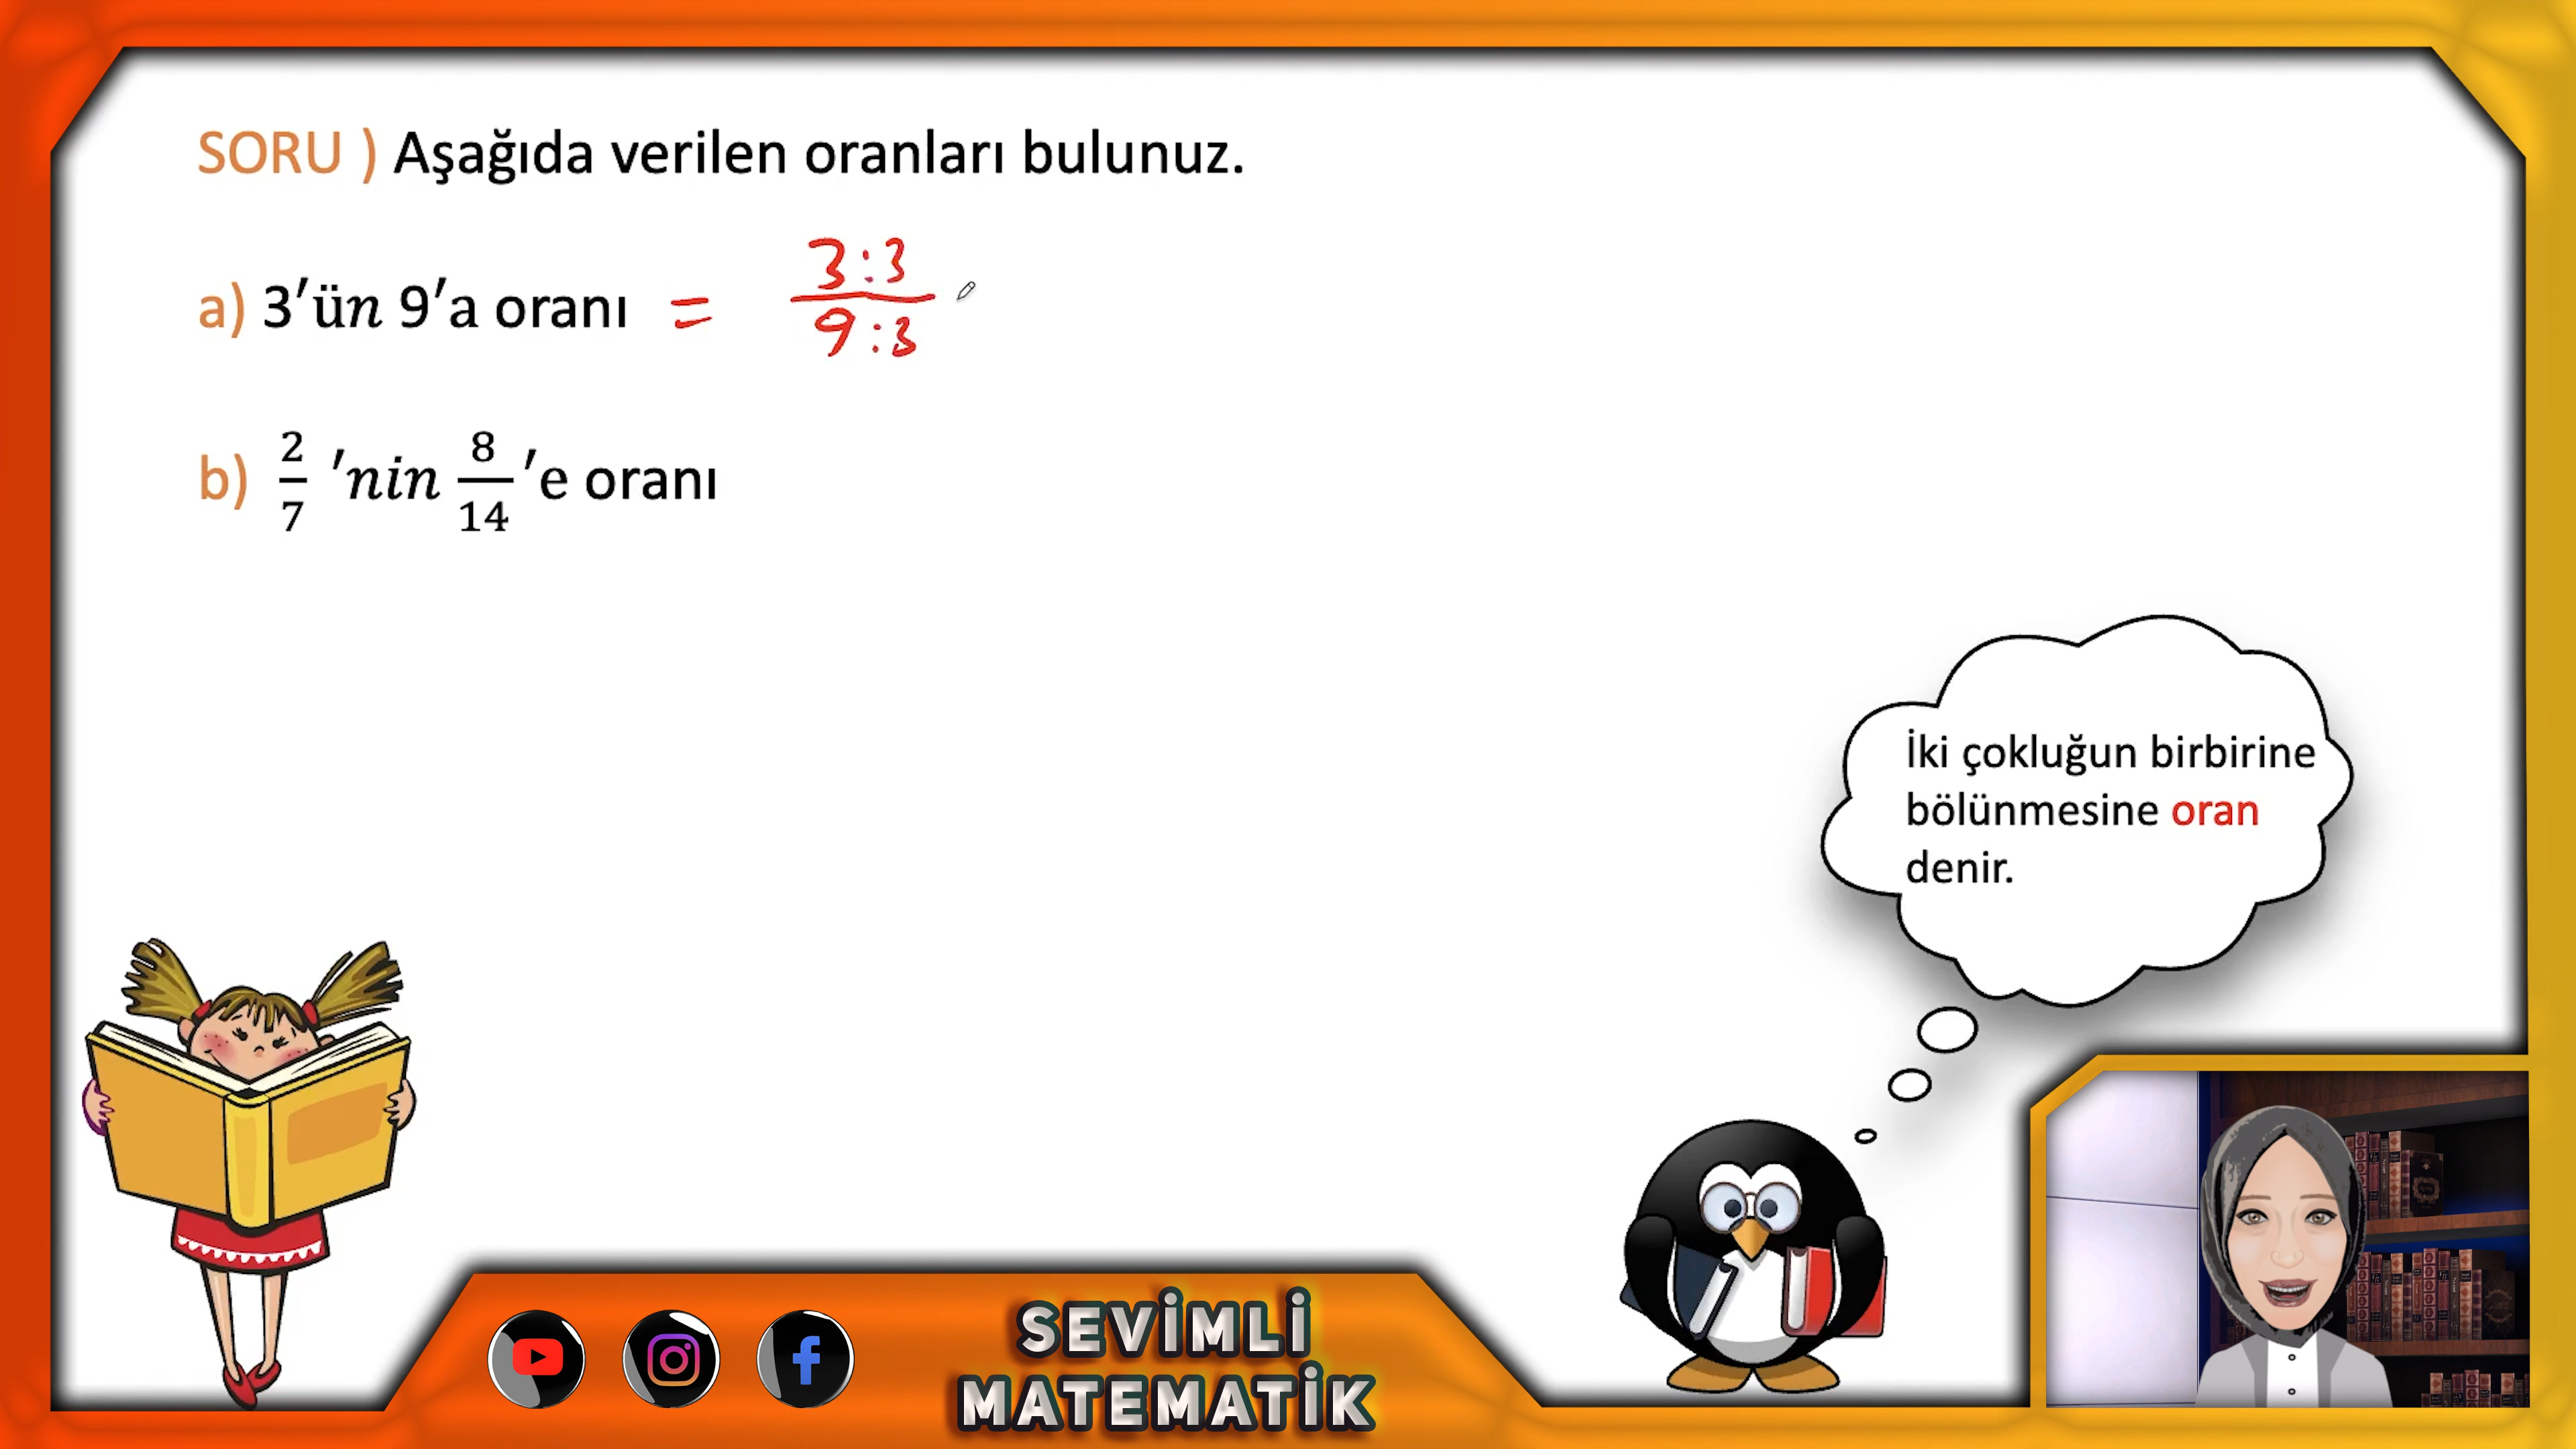 SORU ) Aşağıda verilen oranları bulunuz.
a) 3'ün 9'a oranı = 3:3 / 9:3
b) 2/7 'nin 8/14 'e oranı
İki çokluğun birbirine
bölünmesine oran
denir.
SEVİMLİ
MATEMATİK